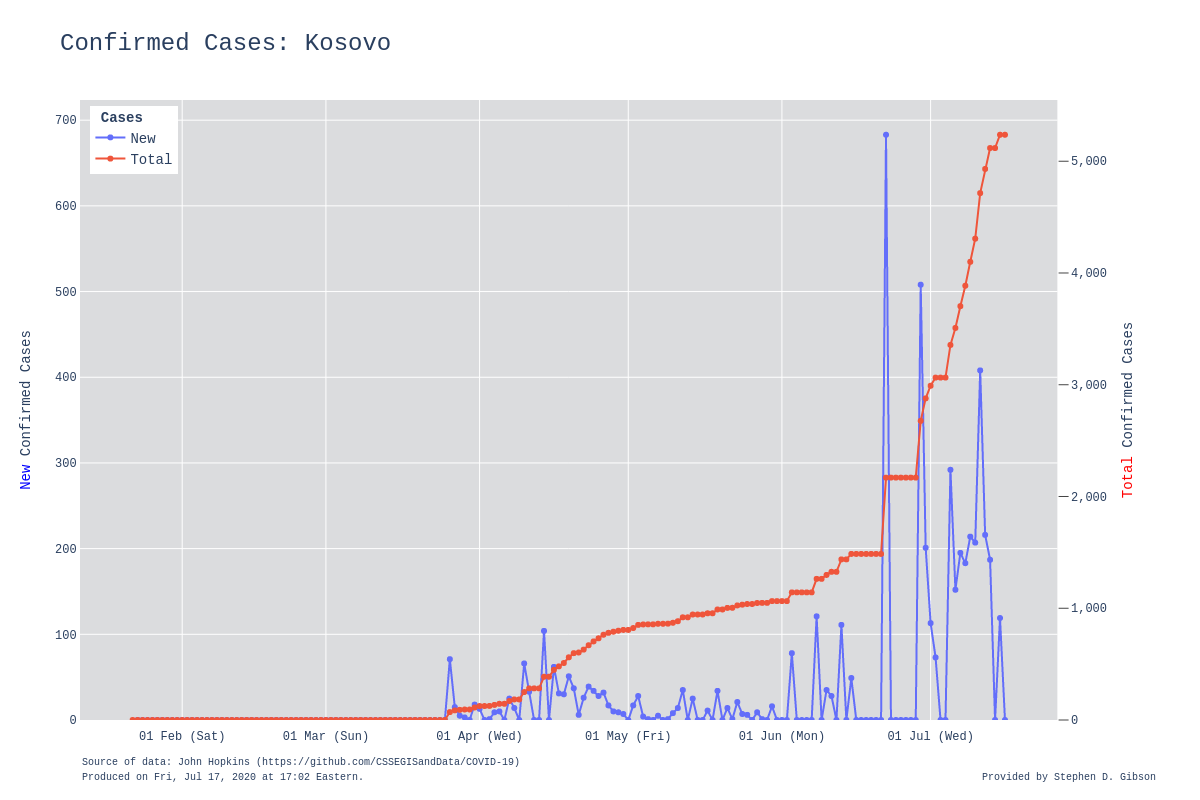 Confirmed Cases: Kosovo
Cases
New
Total
700
600
500
400
300
200
100
0
5,000
4,000
3,000
2,000
1,000
0
New Confirmed Cases
Total Confirmed Cases
01 Feb (Sat)
01 Mar (Sun)
01 Apr (Wed)
01 May (Fri)
01 Jun (Mon)
01 Jul (Wed)
Source of data: John Hopkins (https://github.com/CSSEGISandData/COVID-19)
Produced on Fri, Jul 17, 2020 at 17:02 Eastern.
Provided by Stephen D. Gibson